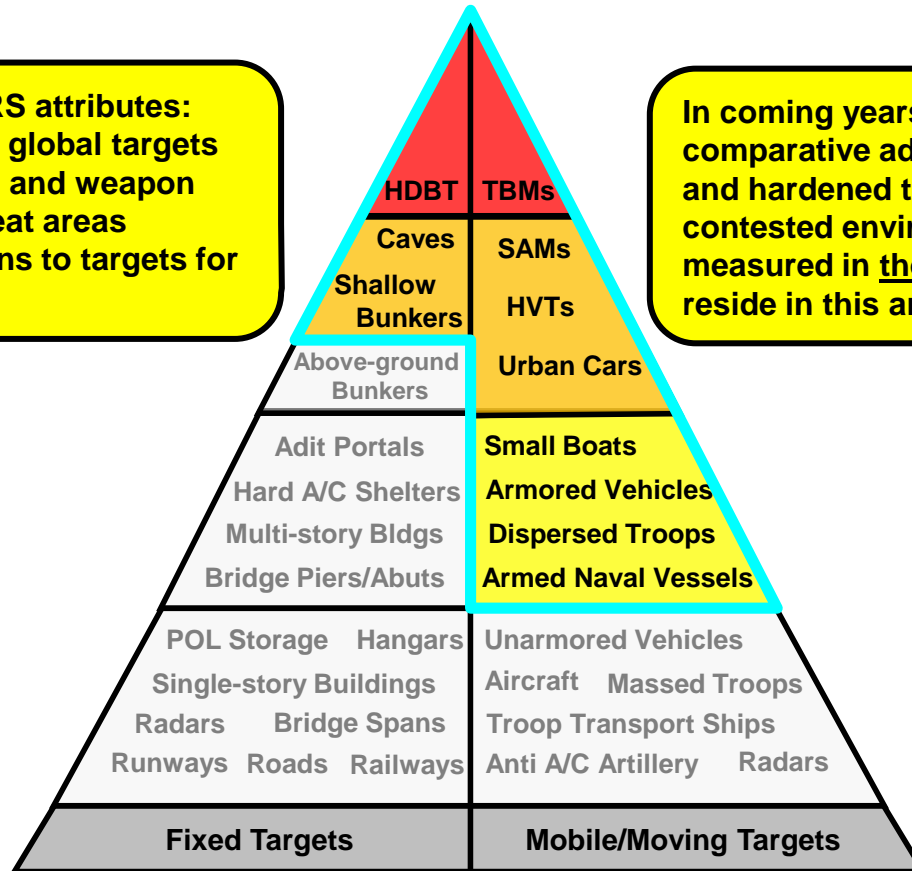 RS attributes:
global targets
and weapon
eat areas
ns to targets for
In coming years
comparative ad
and hardened t
contested envir
measured in the
reside in this ar
HDBT TBMs
Caves
Shallow
Bunkers
SAMs
HVTs
Urban Cars
Above-ground
Bunkers
Adit Portals
Hard A/C Shelters
Multi-story Bldgs
Bridge Piers/Abuts
Small Boats
Armored Vehicles
Dispersed Troops
Armed Naval Vessels
POL Storage Hangars
Single-story Buildings
Radars Bridge Spans
Runways Roads Railways
Unarmored Vehicles
Aircraft Massed Troops
Troop Transport Ships
Anti A/C Artillery Radars
Fixed Targets
Mobile/Moving Targets